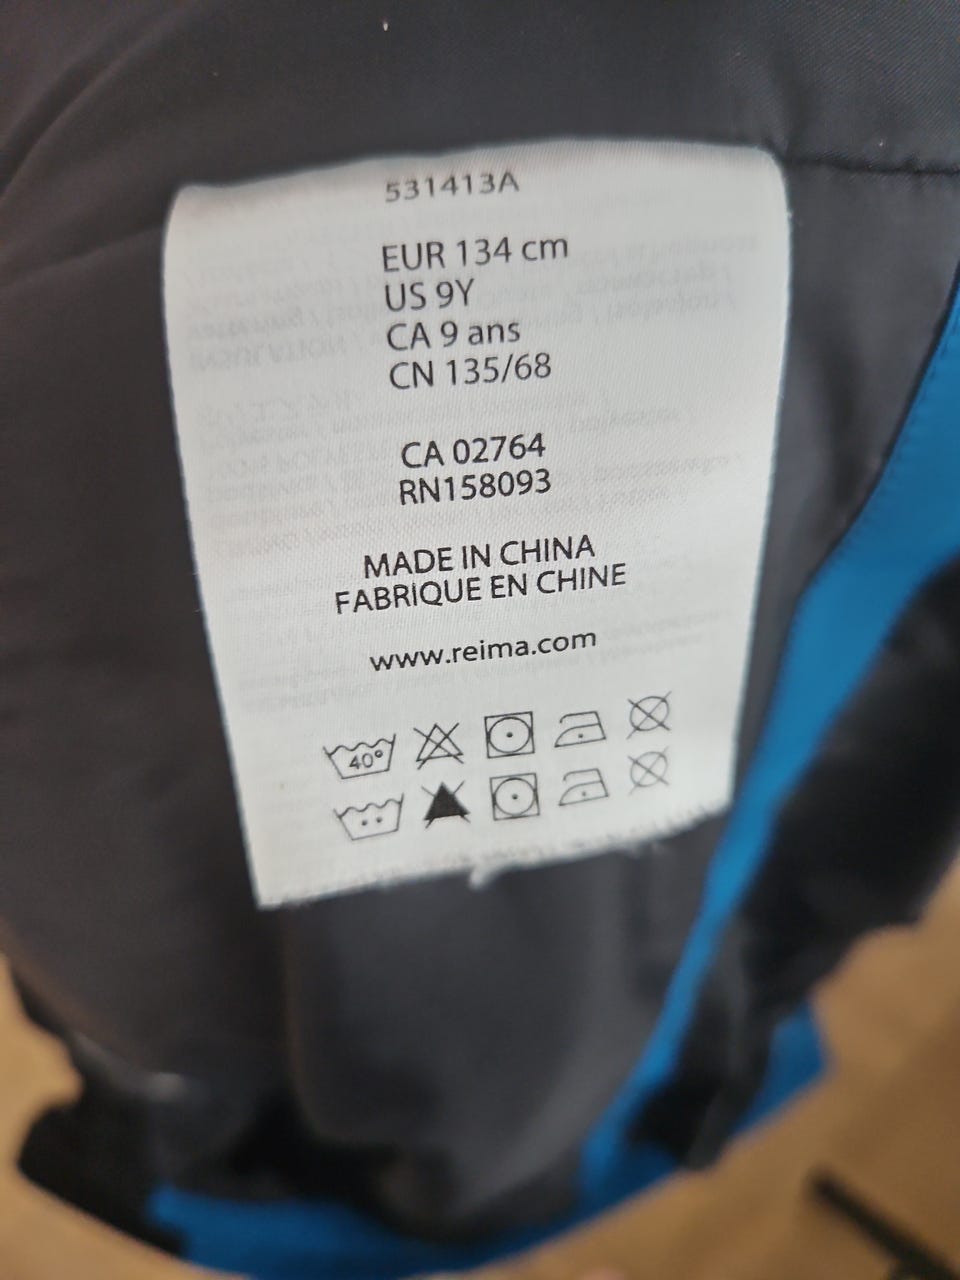 531413A
EUR 134 cm
US 9Y
CA 9 ans
CN 135/68
CA 02764
RN158093
MADE IN CHINA
FABRIQUE EN CHINE
www.reima.com
40°